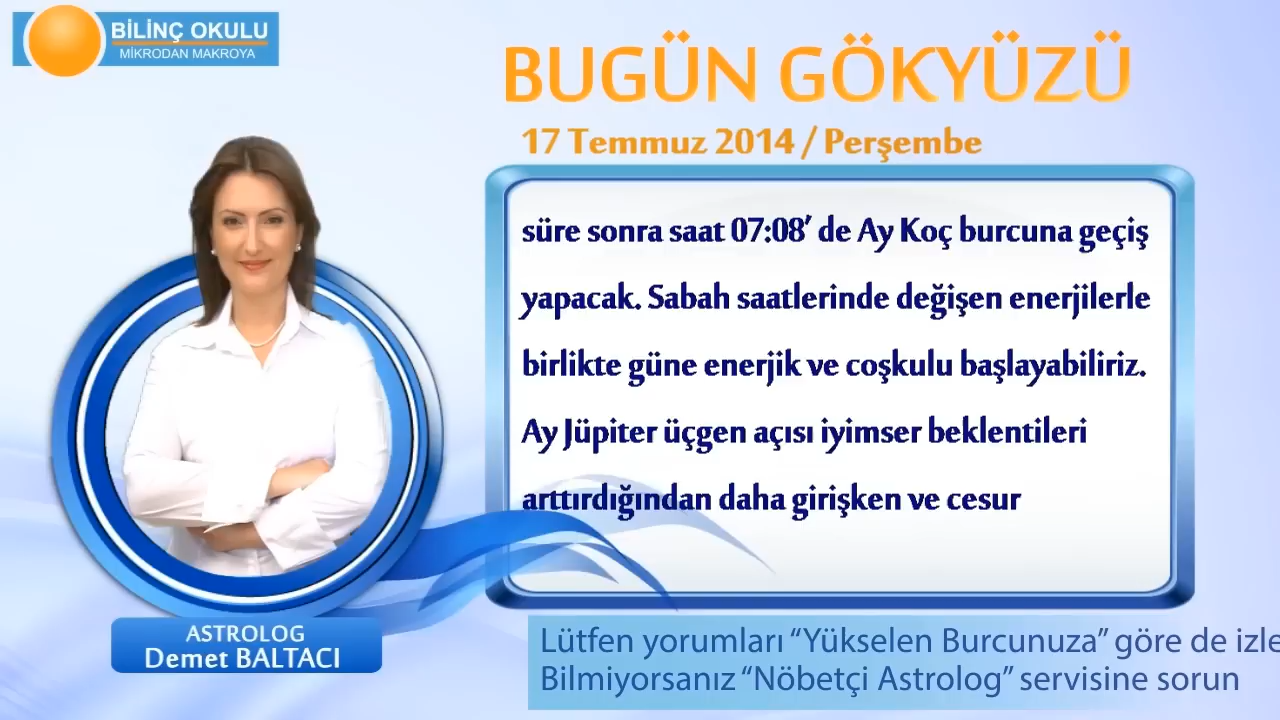 BİLİNÇ OKULU
MİKRODAN MAKROYA
BUGÜN GÖKYÜZÜ
17 Temmuz 2014 / Perşembe
süre sonra saat 07:08' de Ay Koç burcuna geçiş
yapacak. Sabah saatlerinde değişen enerjilerle
birlikte güne enerjik ve coşkulu başlayabiliriz.
Ay Jüpiter üçgen açısı iyimser beklentileri
arttırdığından daha girişken ve cesur
ASTROLOG
Demet BALTACI
Lütfen yorumları “Yükselen Burcunuza” göre de izle
Bilmiyorsanız “Nöbetçi Astrolog” servisine sorun